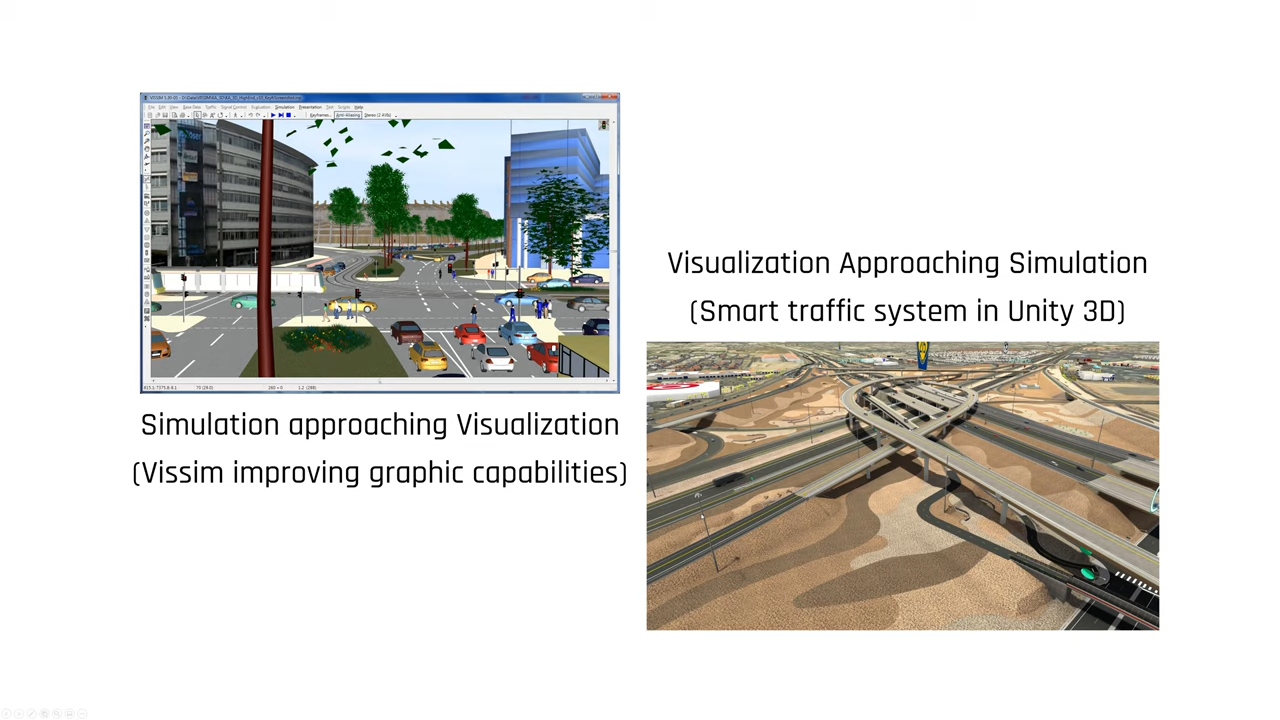 Simulation approaching Visualization
(Vissim improving graphic capabilities)
Visualization Approaching Simulation
(Smart traffic system in Unity 3D)